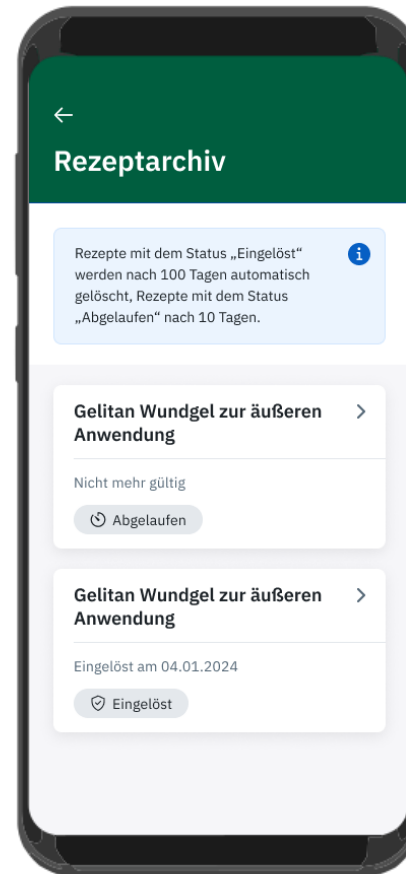 Rezeptarchiv
Rezepte mit dem Status „Eingelöst“
werden nach 100 Tagen automatisch
gelöscht, Rezepte mit dem Status
„Abgelaufen“ nach 10 Tagen.
Gelitan Wundgel zur äußeren
Anwendung
Nicht mehr gültig
Abgelaufen
Gelitan Wundgel zur äußeren
Anwendung
Eingelöst am 04.01.2024
Eingelöst